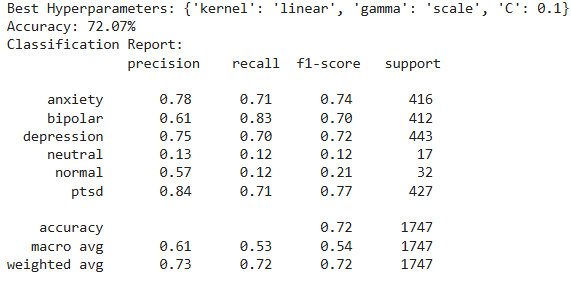 Best Hyperparameters: {'kernel': 'linear', 'gamma': 'scale', 'C': 0.1}
Accuracy: 72.07%
Classification Report:
precision recall f1-score support
anxiety 0.78 0.71 0.74 416
bipolar 0.61 0.83 0.70 412
depression 0.75 0.70 0.72 443
neutral 0.13 0.12 0.12 17
normal 0.57 0.12 0.21 32
ptsd 0.84 0.71 0.77 427
accuracy 0.72 1747
macro avg 0.61 0.53 0.54 1747
weighted avg 0.73 0.72 0.72 1747